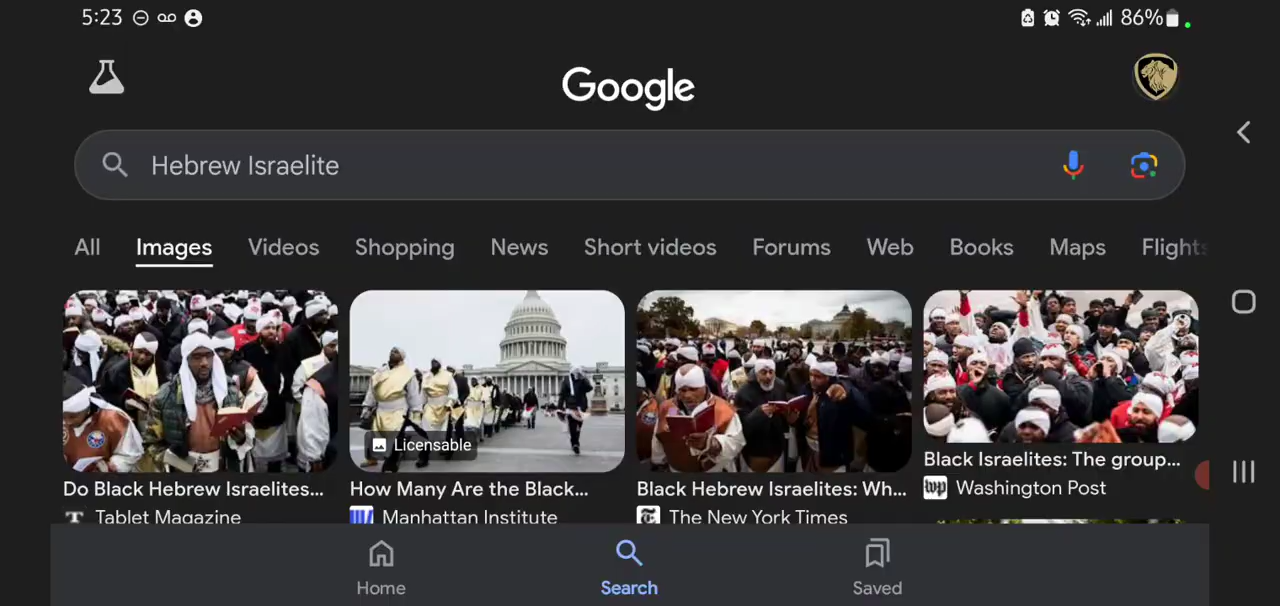 5:23
86%
Google
Hebrew Israelite
All Images Videos Shopping News Short videos Forums Web Books Maps Flights
Licensable
Do Black Hebrew Israelites...
Tablet Magazine
How Many Are the Black...
Manhattan Institute
Black Hebrew Israelites: Wh...
The New York Times
Black Israelites: The group...
wp Washington Post
Home Search Saved